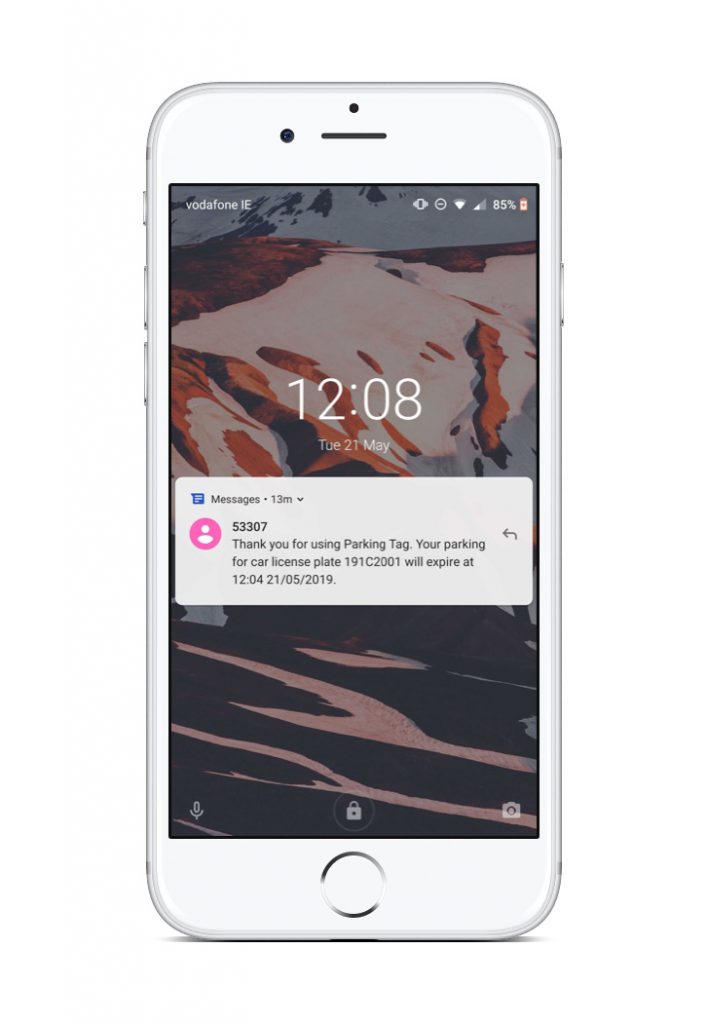 vodafone IE 85%
12:08
Tue 21 May
Messages • 13m
53307
Thank you for using Parking Tag. Your parking
for car license plate 191C2001 will expire at
12:04 21/05/2019.